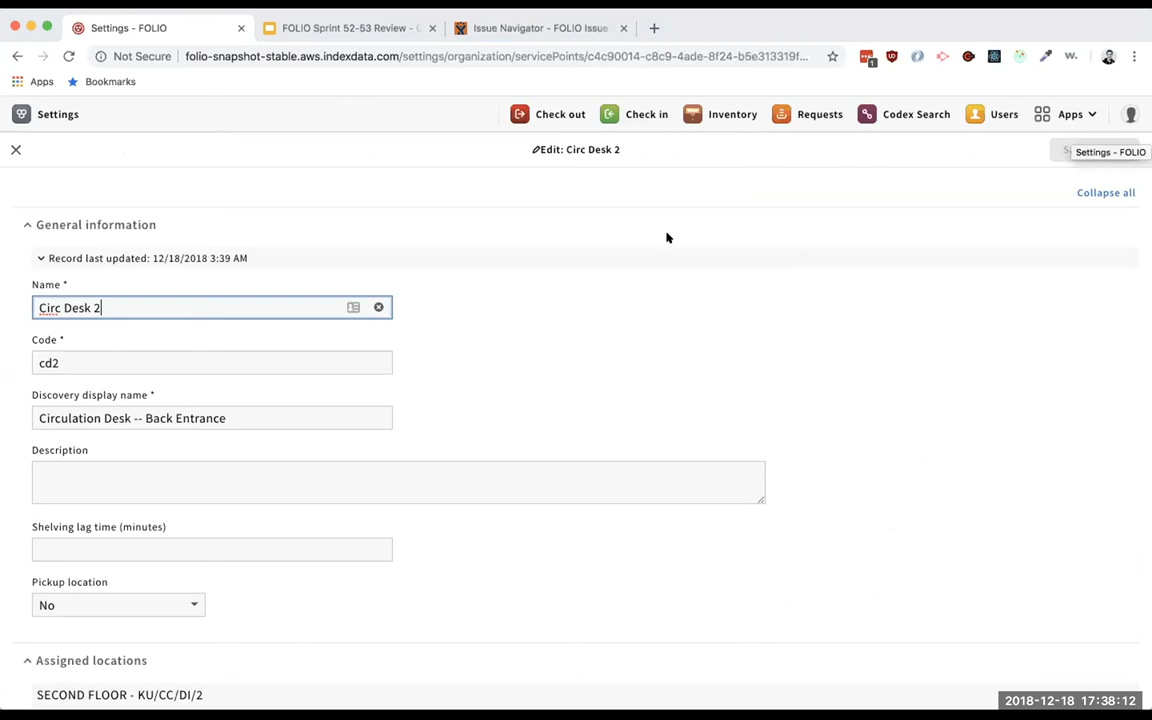 Settings - FOLIO
FOLIO Sprint 52-53 Review -
Issue Navigator - FOLIO Issue
Not Secure folio-snapshot-stable.aws.indexdata.com/settings/organization/servicePoints/c4c90014-c8c9-4ade-8f24-b5e313319f...
1
Apps Bookmarks
Settings Check out Check in Inventory Requests Codex Search Users Apps
Edit: Circ Desk 2
Settings - FOLIO
Collapse all
General information
Record last updated: 12/18/2018 3:39 AM
Name *
Circ Desk 2
Code *
cd2
Discovery display name *
Circulation Desk -- Back Entrance
Description
Shelving lag time (minutes)
Pickup location
No
Assigned locations
SECOND FLOOR - KU/CC/DI/2
2018-12-18 17:38:12